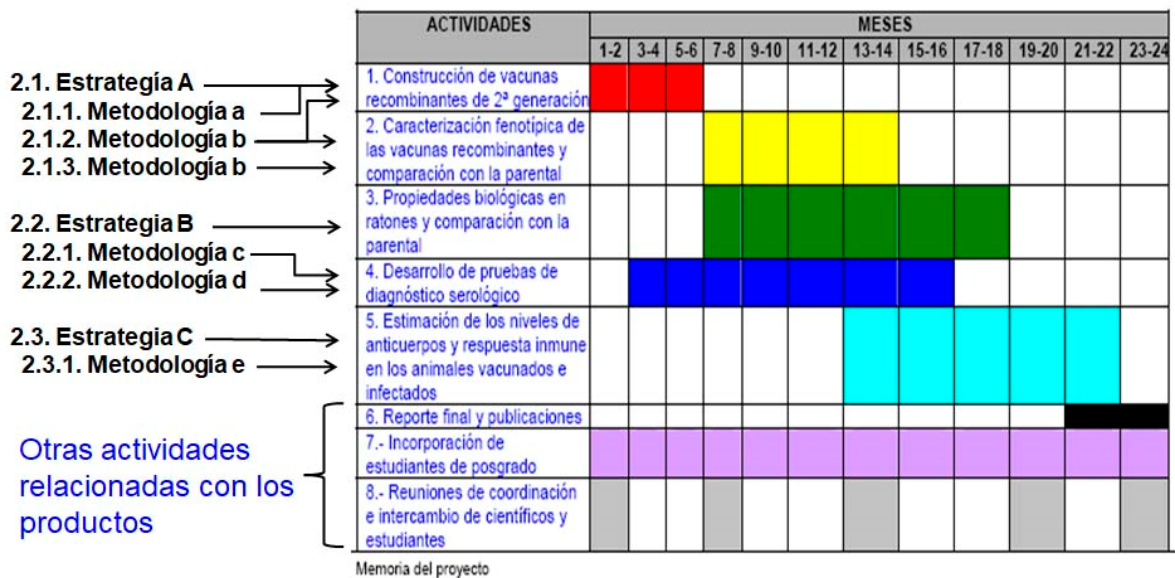 ACTIVIDADES
MESES
1-2 3-4 5-6 7-8 9-10 11-12 13-14 15-16 17-18 19-20 21-22 23-24
2.1. Estrategía A
2.1.1. Metodología a
2.1.2. Metodología b
2.1.3. Metodología b
2.2. Estrategia B
2.2.1. Metodología c
2.2.2. Metodología d
2.3. Estrategia C
2.3.1. Metodología e
Otras actividades
relacionadas con los
productos
1. Construcción de vacunas
recombinantes de 2ª generación
2. Caracterización fenotípica de
las vacunas recombinantes y
comparación con la parental
3. Propiedades biológicas en
ratones y comparación con la
parental
4. Desarrollo de pruebas de
diagnóstico serológico
5. Estimación de los niveles de
anticuerpos y respuesta inmune
en los animales vacunados e
infectados
6. Reporte final y publicaciones
7.- Incorporación de
estudiantes de posgrado
8.- Reuniones de coordinación
e intercambio de científicos y
estudiantes
Memoria del proyecto